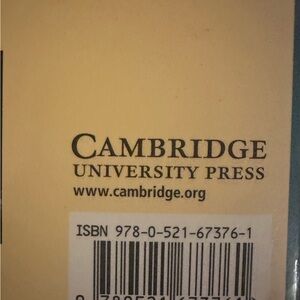 CAMBRIDGE
UNIVERSITY PRESS
www.cambridge.org
ISBN 978-0-521-67376-1